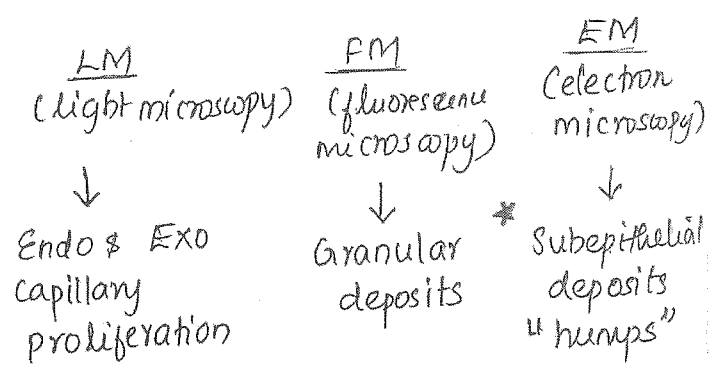 LM
(light microscopy)
↓
Endo & Exo
capillary
proliferation
FM
(fluorescence
microscopy)
↓
Granular
deposits
EM
(electron
microscopy)
↓
* Subepithelial
deposits
"humps"